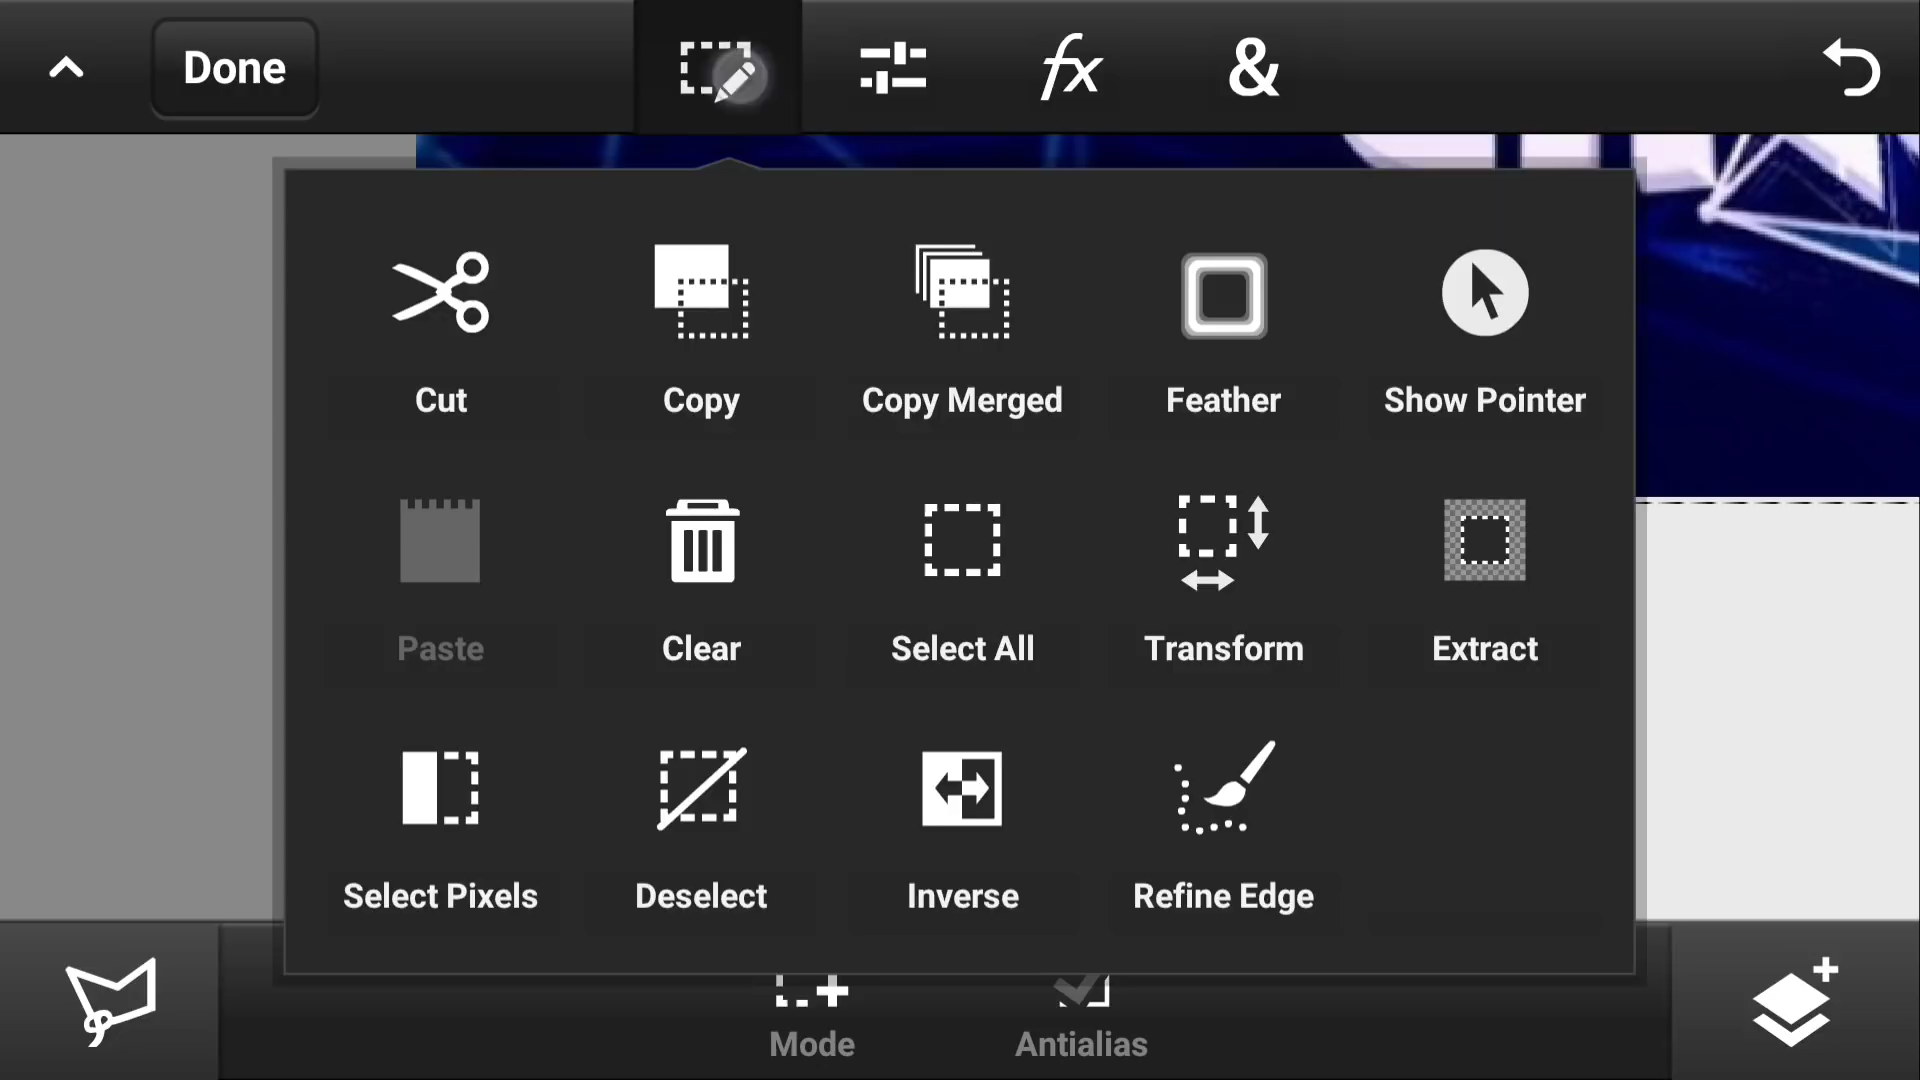 Done
fx
&
Cut
Copy
Copy Merged
Feather
Show Pointer
Paste
Clear
Select All
Transform
Extract
Select Pixels
Deselect
Inverse
Refine Edge
Mode
Antialias